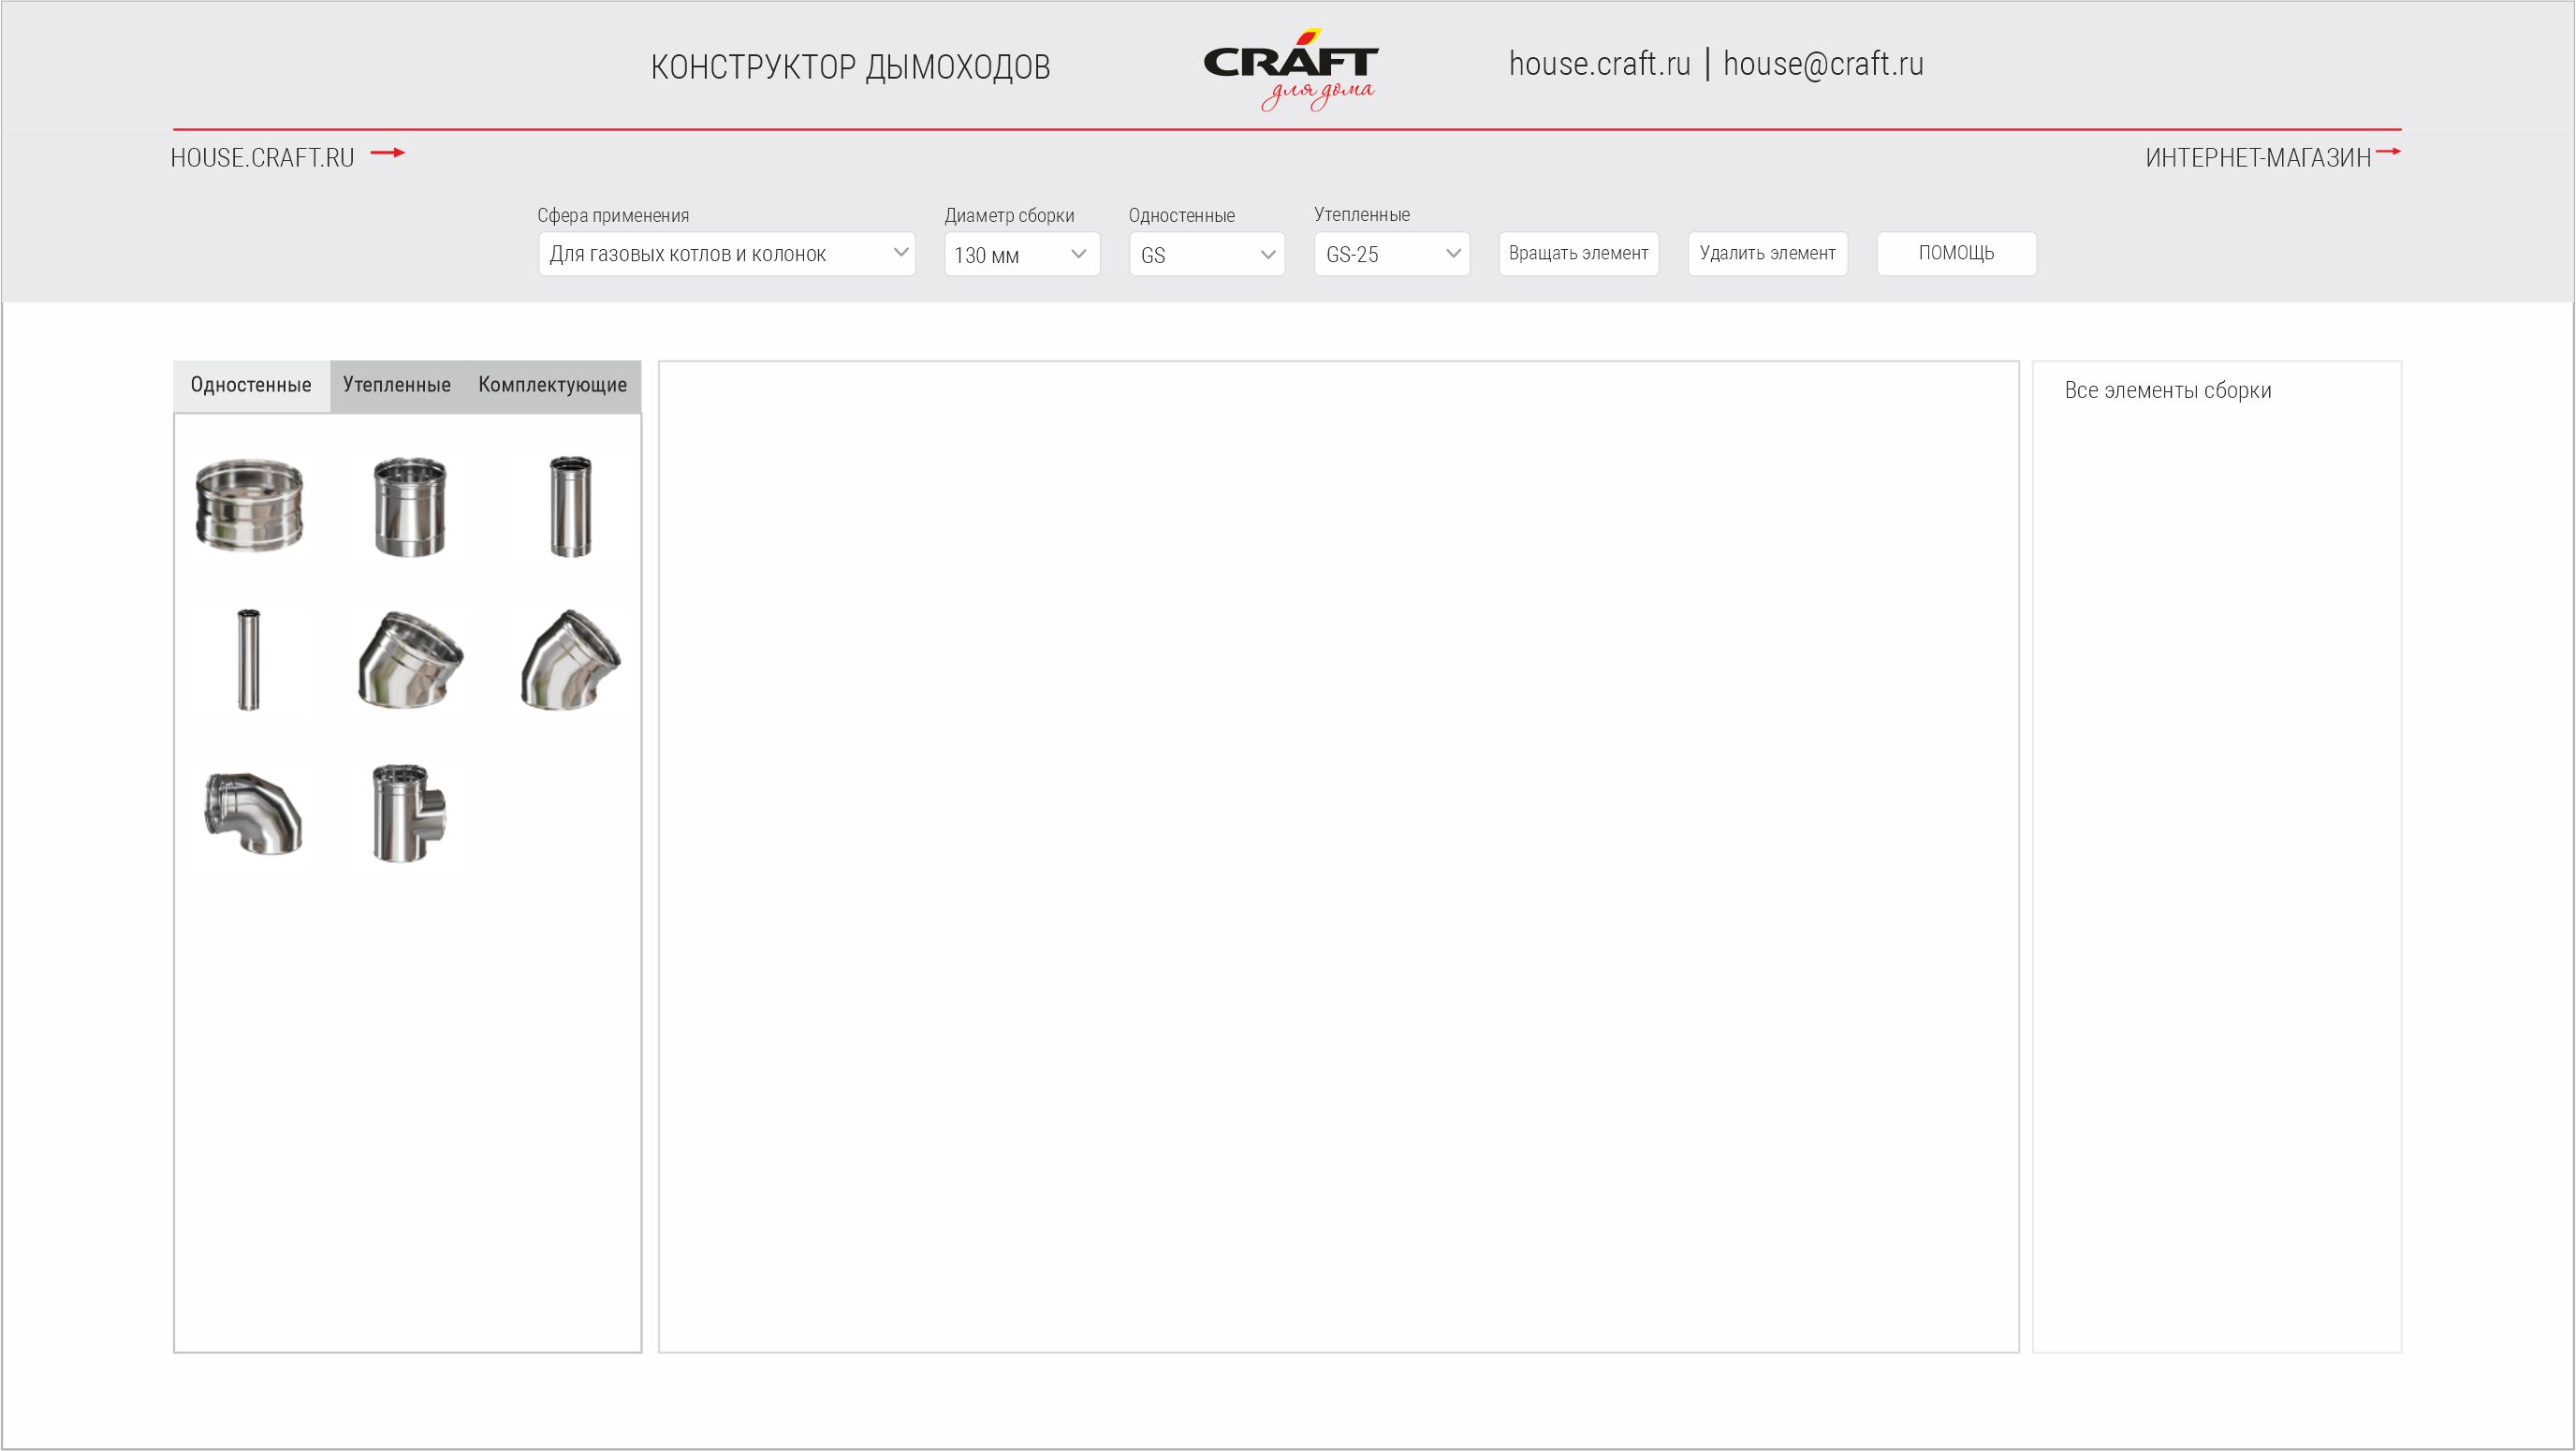 КОНСТРУКТОР ДЫМОХОДОВ
CRAFT
для дома
house.craft.ru | house@craft.ru
HOUSE.CRAFT.RU
ИНТЕРНЕТ-МАГАЗИН
Сфера применения
Диаметр сборки
Одностенные
Утепленные
Для газовых котлов и колонок
130 мм
GS
GS-25
Вращать элемент
Удалить элемент
ПОМОЩЬ
Одностенные
Утепленные
Комплектующие
Все элементы сборки